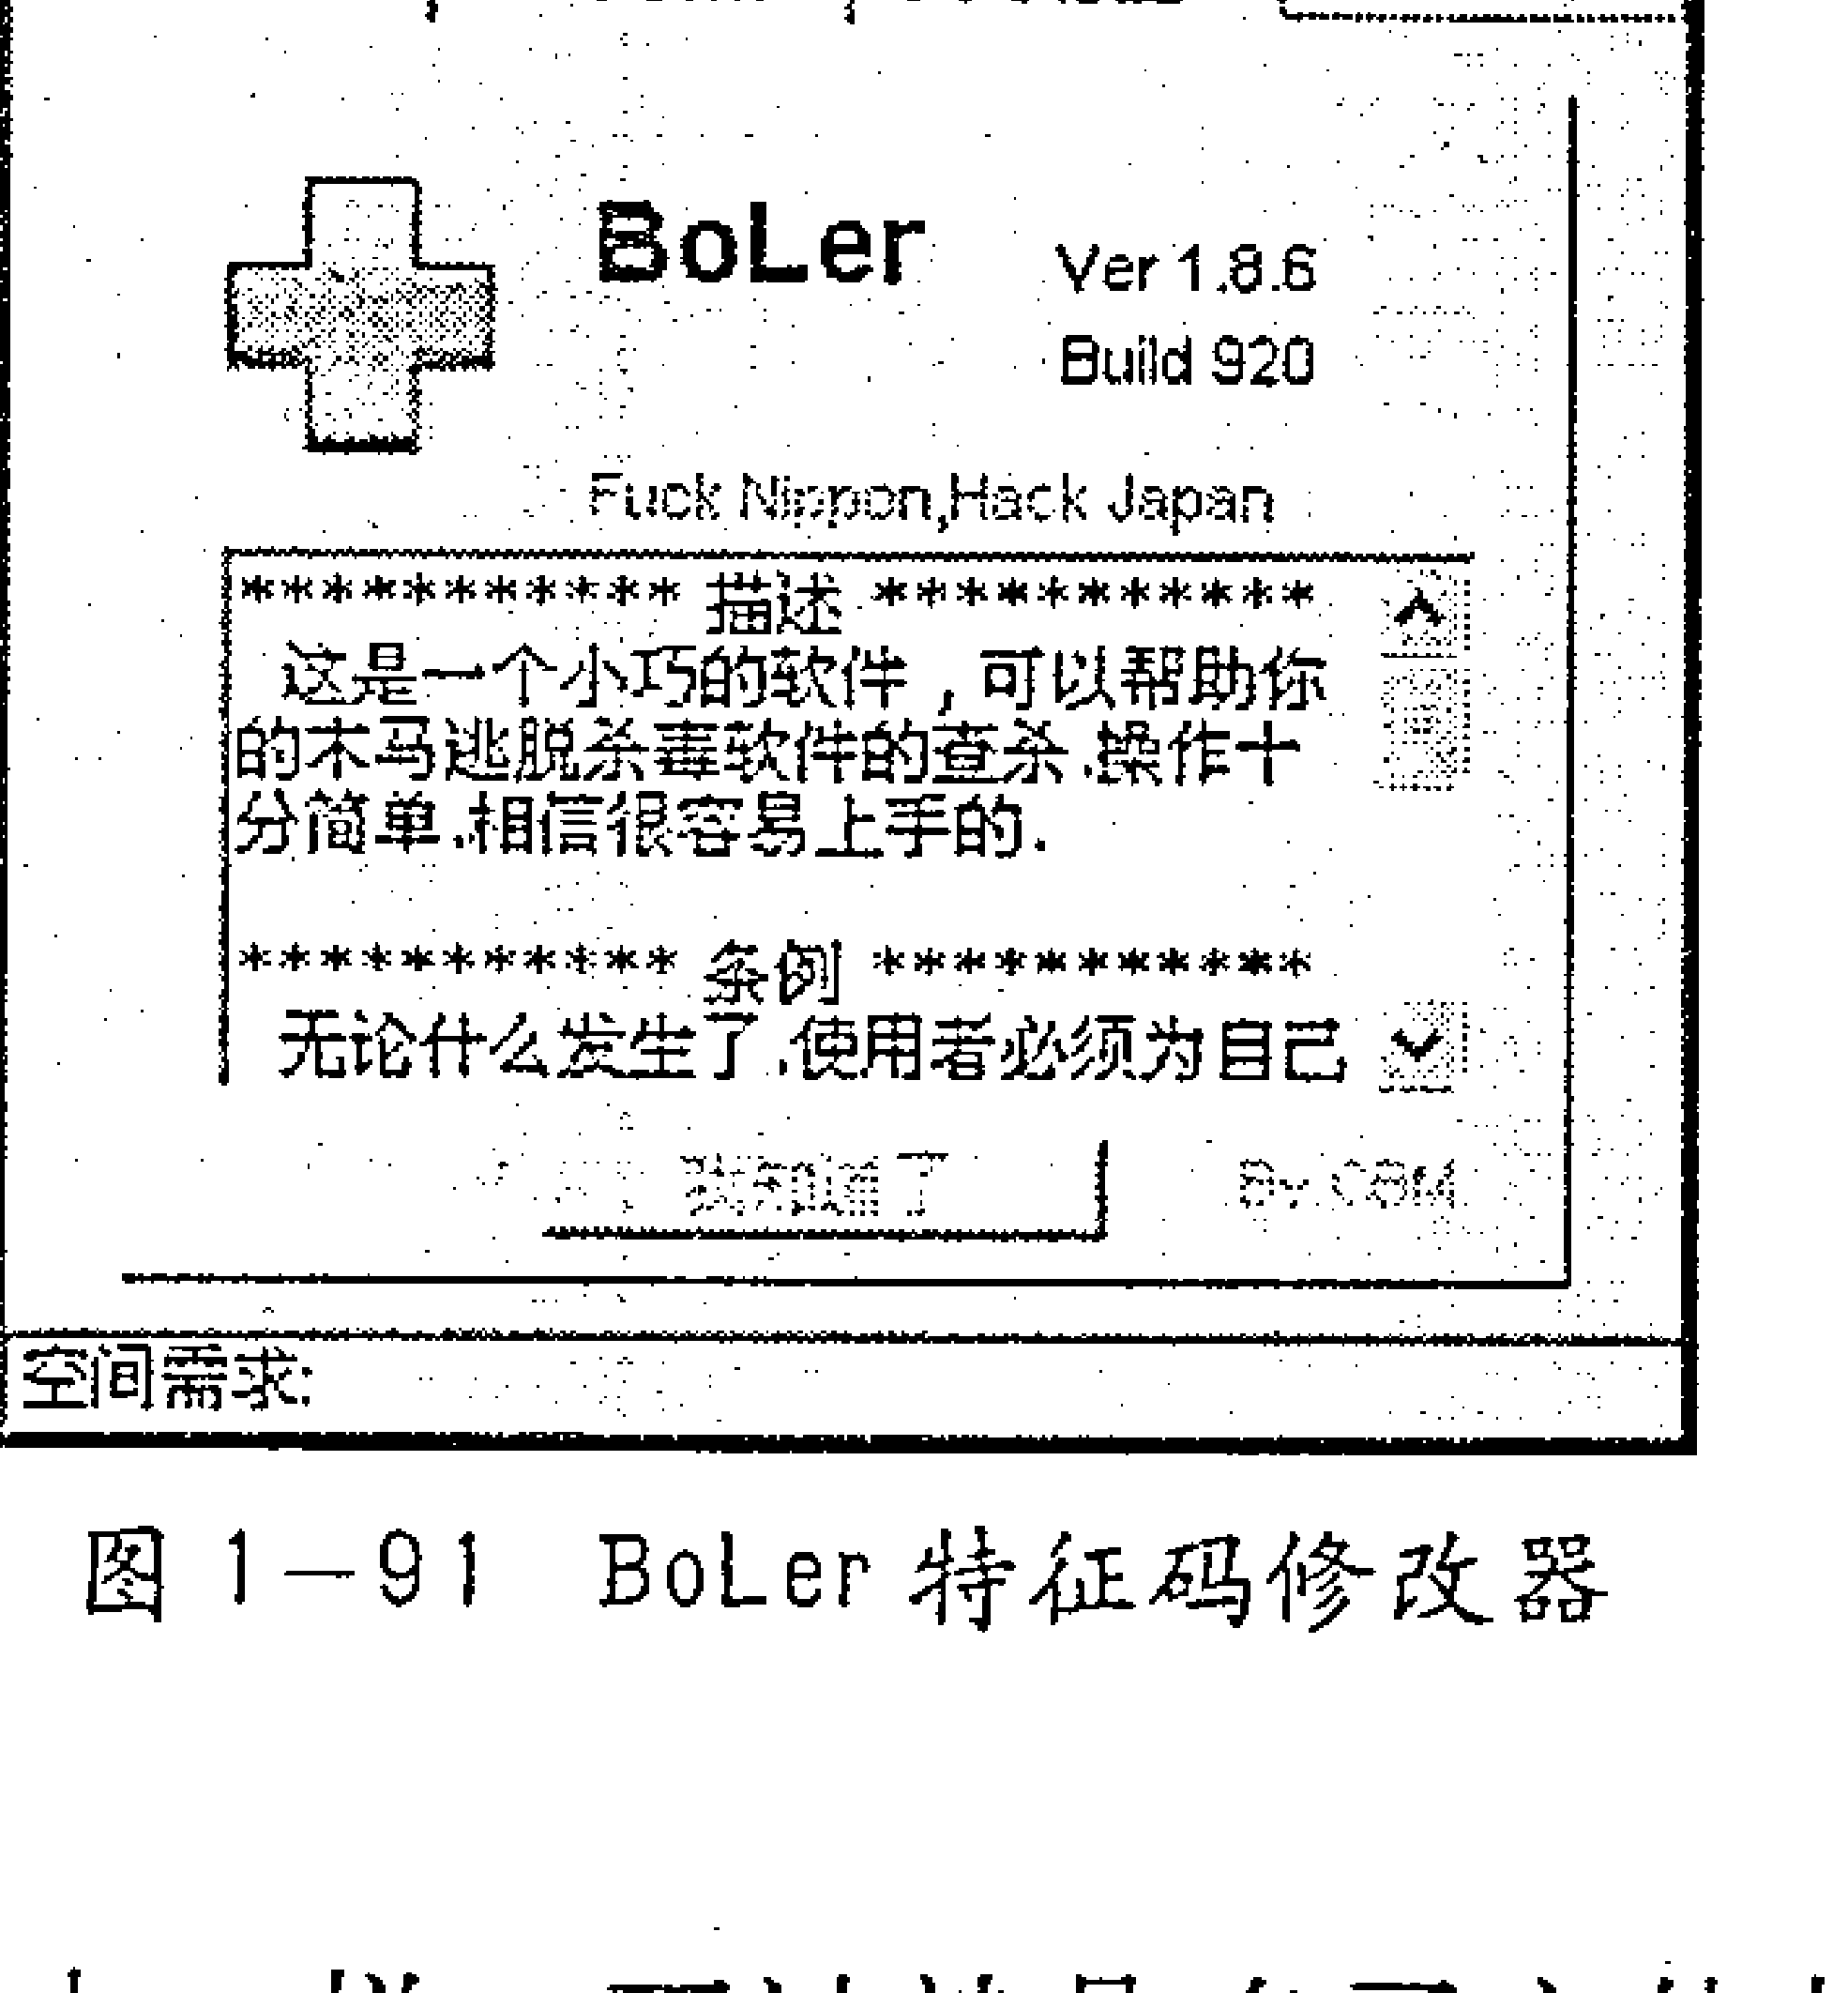 BoLer
Ver 1.8.6
Build 920
Fuck Nippon,Hack Japan
*********** 描述 ***********
这是一个小巧的软件，可以帮助你
的木马逃脱杀毒软件的查杀.操作十
分简单.相信很容易上手的.
*********** 条例 ***********
无论什么发生了.使用者必须为自己
我知道了
空间需求:
图 1-91 BoLer 特征码修改器